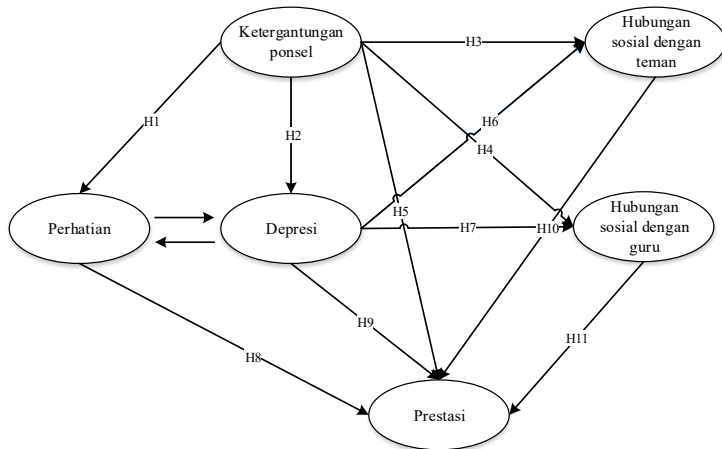 Ketergantungan
ponsel
Hubungan
sosial dengan
teman
H3
H1
H2
H6
H4
Perhatian
Depresi
H5
H7
H10
Hubungan
sosial dengan
guru
H9
H11
H8
Prestasi